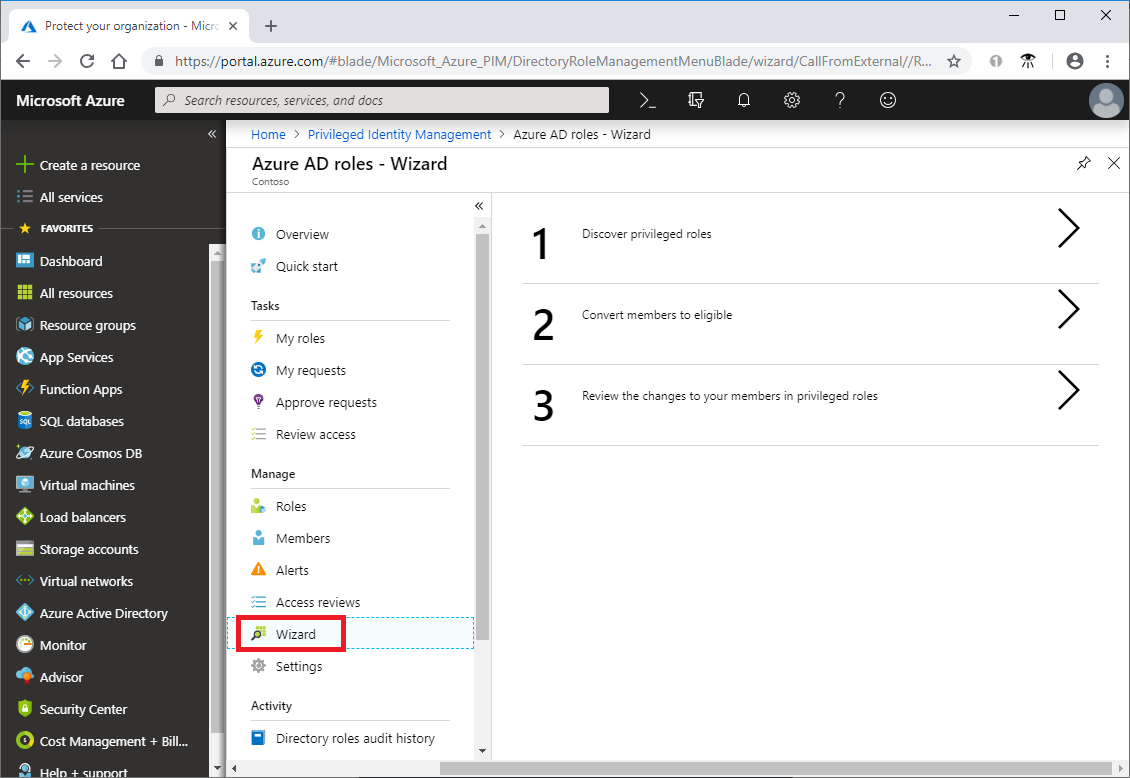 Protect your organization - Micro
https://portal.azure.com/#blade/Microsoft_Azure_PIM/DirectoryRoleManagementMenuBlade/wizard/CallFromExternal//R...
Microsoft Azure
Search resources, services, and docs
Home > Privileged Identity Management > Azure AD roles - Wizard
Azure AD roles - Wizard
Contoso
Create a resource
All services
FAVORITES
Dashboard
All resources
Resource groups
App Services
Function Apps
SQL databases
Azure Cosmos DB
Virtual machines
Load balancers
Storage accounts
Virtual networks
Azure Active Directory
Monitor
Advisor
Security Center
Cost Management + Bill...
Help + support
Overview
Quick start
Tasks
My roles
My requests
Approve requests
Review access
Manage
Roles
Members
Alerts
Access reviews
Wizard
Settings
Activity
Directory roles audit history
1 Discover privileged roles
2 Convert members to eligible
3 Review the changes to your members in privileged roles